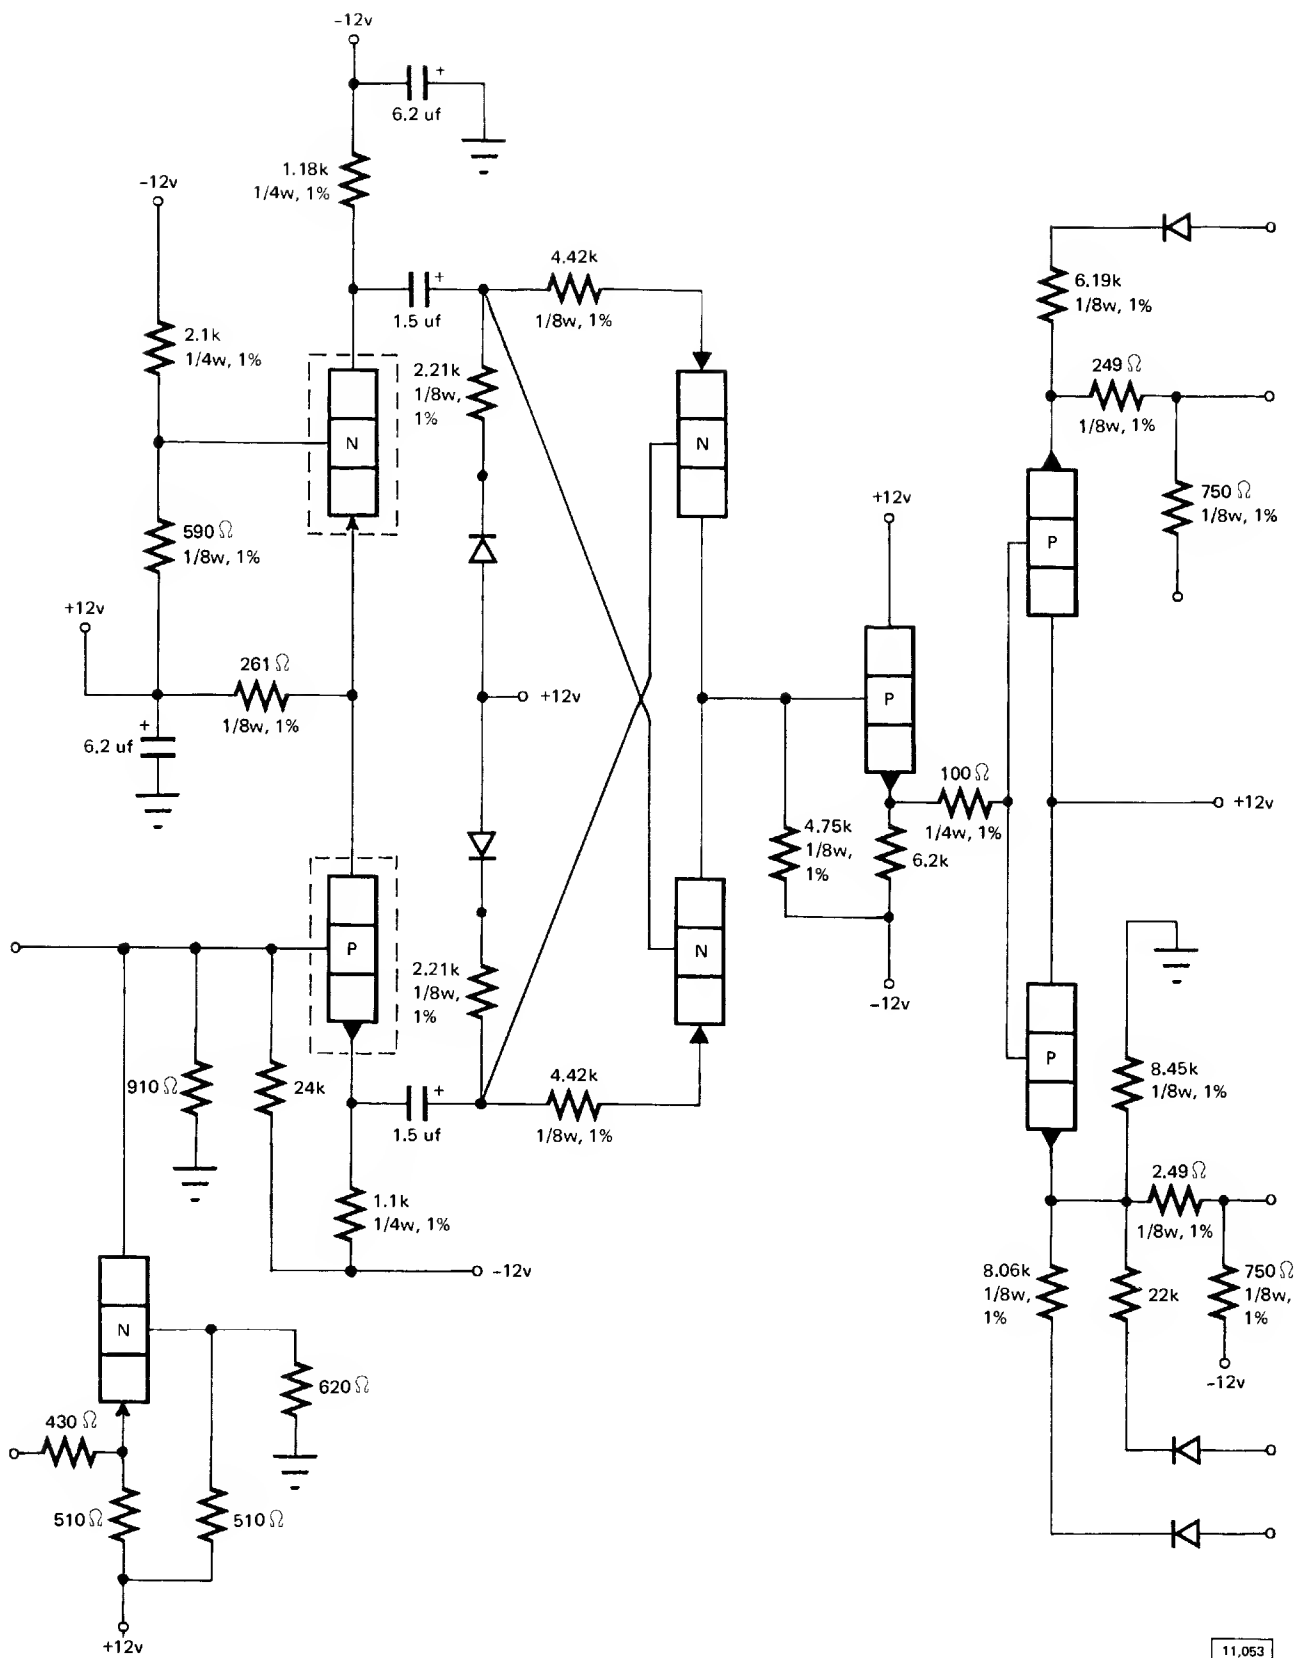 -12v
+
6.2 uf
1.18k
1/4w, 1%
-12v
+
1.5 uf
4.42k
1/8w, 1%
6.19k
1/8w, 1%
2.1k
1/4w, 1%
2.21k
1/8w,
1%
249 Ω
1/8w, 1%
N
N
750 Ω
1/8w, 1%
590 Ω
1/8w, 1%
+12v
P
+12v
261 Ω
1/8w, 1%
+12v
P
+
6.2 uf
100 Ω
1/4w, 1%
+12v
4.75k
1/8w,
1%
6.2k
P
2.21k
1/8w,
1%
N
-12v
P
910 Ω
24k
+
1.5 uf
4.42k
1/8w, 1%
8.45k
1/8w, 1%
1.1k
1/4w, 1%
-12v
2.49 Ω
1/8w, 1%
8.06k
1/8w,
1%
22k
750 Ω
1/8w,
1%
-12v
N
620 Ω
430 Ω
510 Ω
510 Ω
+12v
11,053